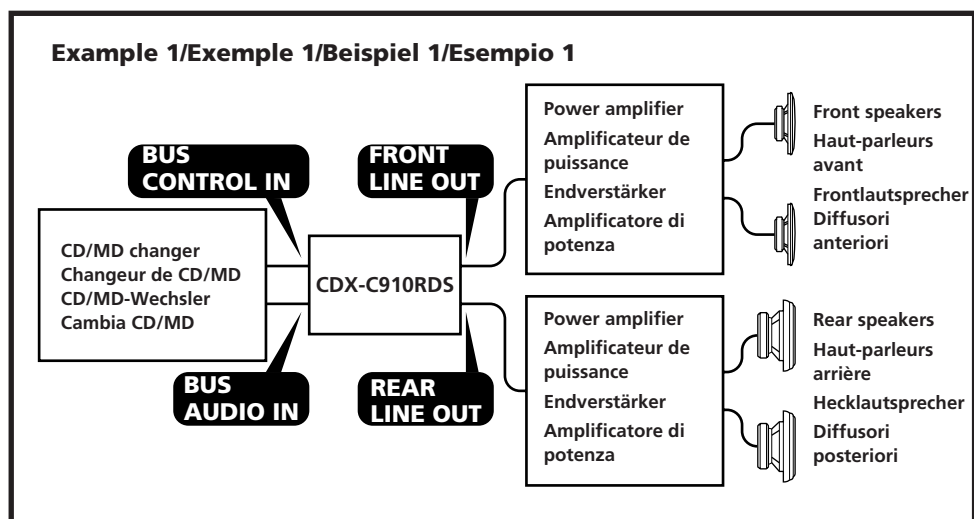 Example 1/Exemple 1/Beispiel 1/Esempio 1
BUS
CONTROL IN
FRONT
LINE OUT
CD/MD changer
Changeur de CD/MD
CD/MD-Wechsler
Cambia CD/MD
CDX-C910RDS
BUS
AUDIO IN
REAR
LINE OUT
Power amplifier
Amplificateur de
puissance
Endverstärker
Amplificatore di
potenza
Front speakers
Haut-parleurs
avant
Frontlautsprecher
Diffusori
anteriori
Power amplifier
Amplificateur de
puissance
Endverstärker
Amplificatore di
potenza
Rear speakers
Haut-parleurs
arrière
Hecklautsprecher
Diffusori
posteriori